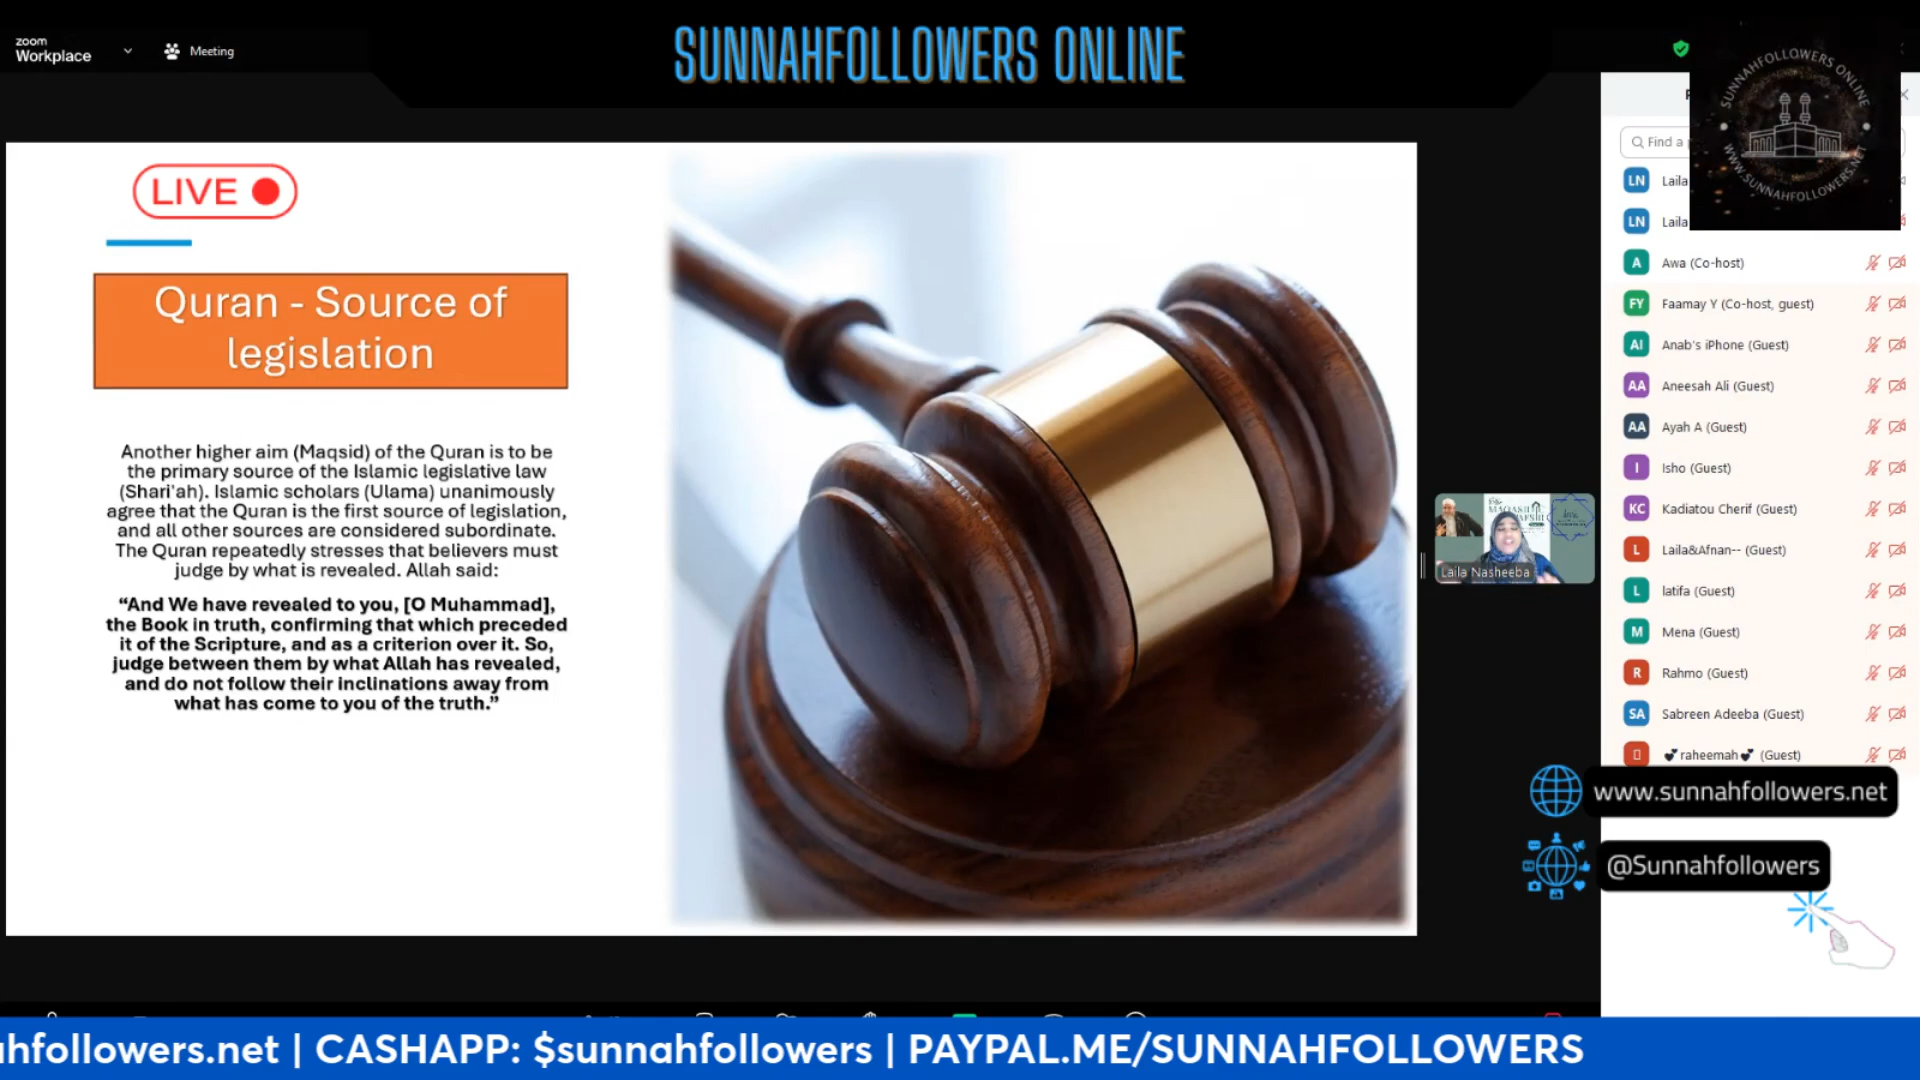 zoom
Workplace
Meeting
SUNNAHFOLLOWERS ONLINE
SUNNAHFOLLOWERS ONLINE
WWW.SUNNAHFOLLOWERS.NET
LIVE
Quran - Source of
legislation
Another higher aim (Maqsid) of the Quran is to be
the primary source of the Islamic legislative law
(Shari'ah). Islamic scholars (Ulama) unanimously
agree that the Quran is the first source of legislation,
and all other sources are considered subordinate.
The Quran repeatedly stresses that believers must
judge by what is revealed. Allah said:
“And We have revealed to you, [O Muhammad],
the Book in truth, confirming that which preceded
it of the Scripture, and as a criterion over it. So,
judge between them by what Allah has revealed,
and do not follow their inclinations away from
what has come to you of the truth.”
Laila Nasheeba
Find a
LN Laila
LN Laila
A Awa (Co-host)
FY Faamay Y (Co-host, guest)
AI Anab's iPhone (Guest)
AA Aneesah Ali (Guest)
AA Ayah A (Guest)
I Isho (Guest)
KC Kadiatou Cherif (Guest)
L Laila&Afnan-- (Guest)
L latifa (Guest)
M Mena (Guest)
R Rahmo (Guest)
SA Sabreen Adeeba (Guest)
💕raheemah💕 (Guest)
www.sunnahfollowers.net
@Sunnahfollowers
hfollowers.net | CASHAPP: $sunnahfollowers | PAYPAL.ME/SUNNAHFOLLOWERS